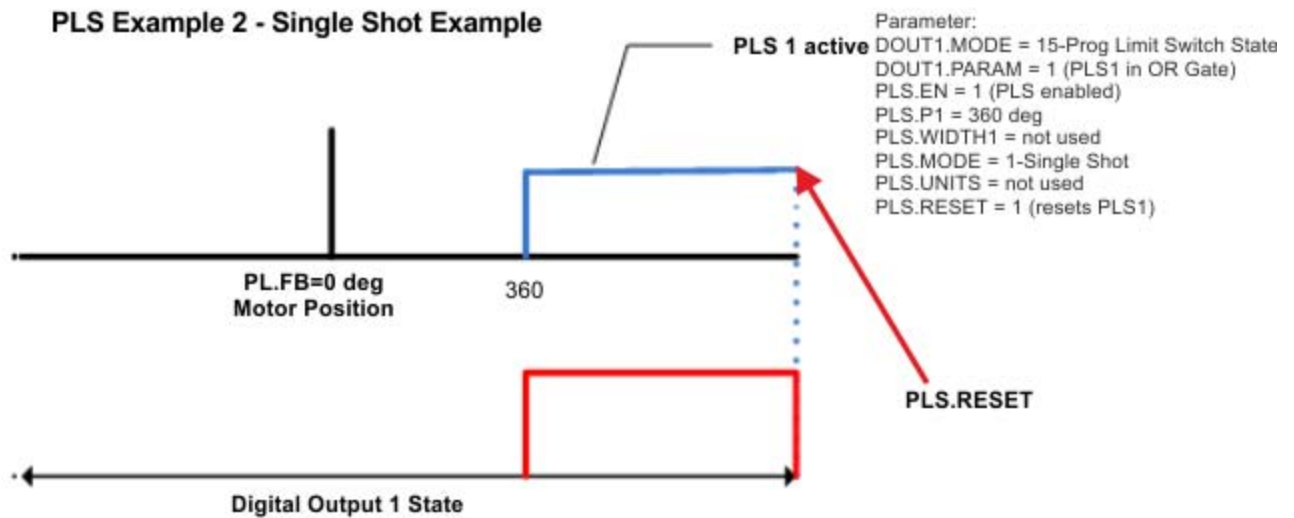 PLS Example 2 - Single Shot Example
PLS 1 active
Parameter:
DOUT1.MODE = 15-Prog Limit Switch State
DOUT1.PARAM = 1 (PLS1 in OR Gate)
PLS.EN = 1 (PLS enabled)
PLS.P1 = 360 deg
PLS.WIDTH1 = not used
PLS.MODE = 1-Single Shot
PLS.UNITS = not used
PLS.RESET = 1 (resets PLS1)
PL.FB=0 deg
Motor Position
360
PLS.RESET
Digital Output 1 State